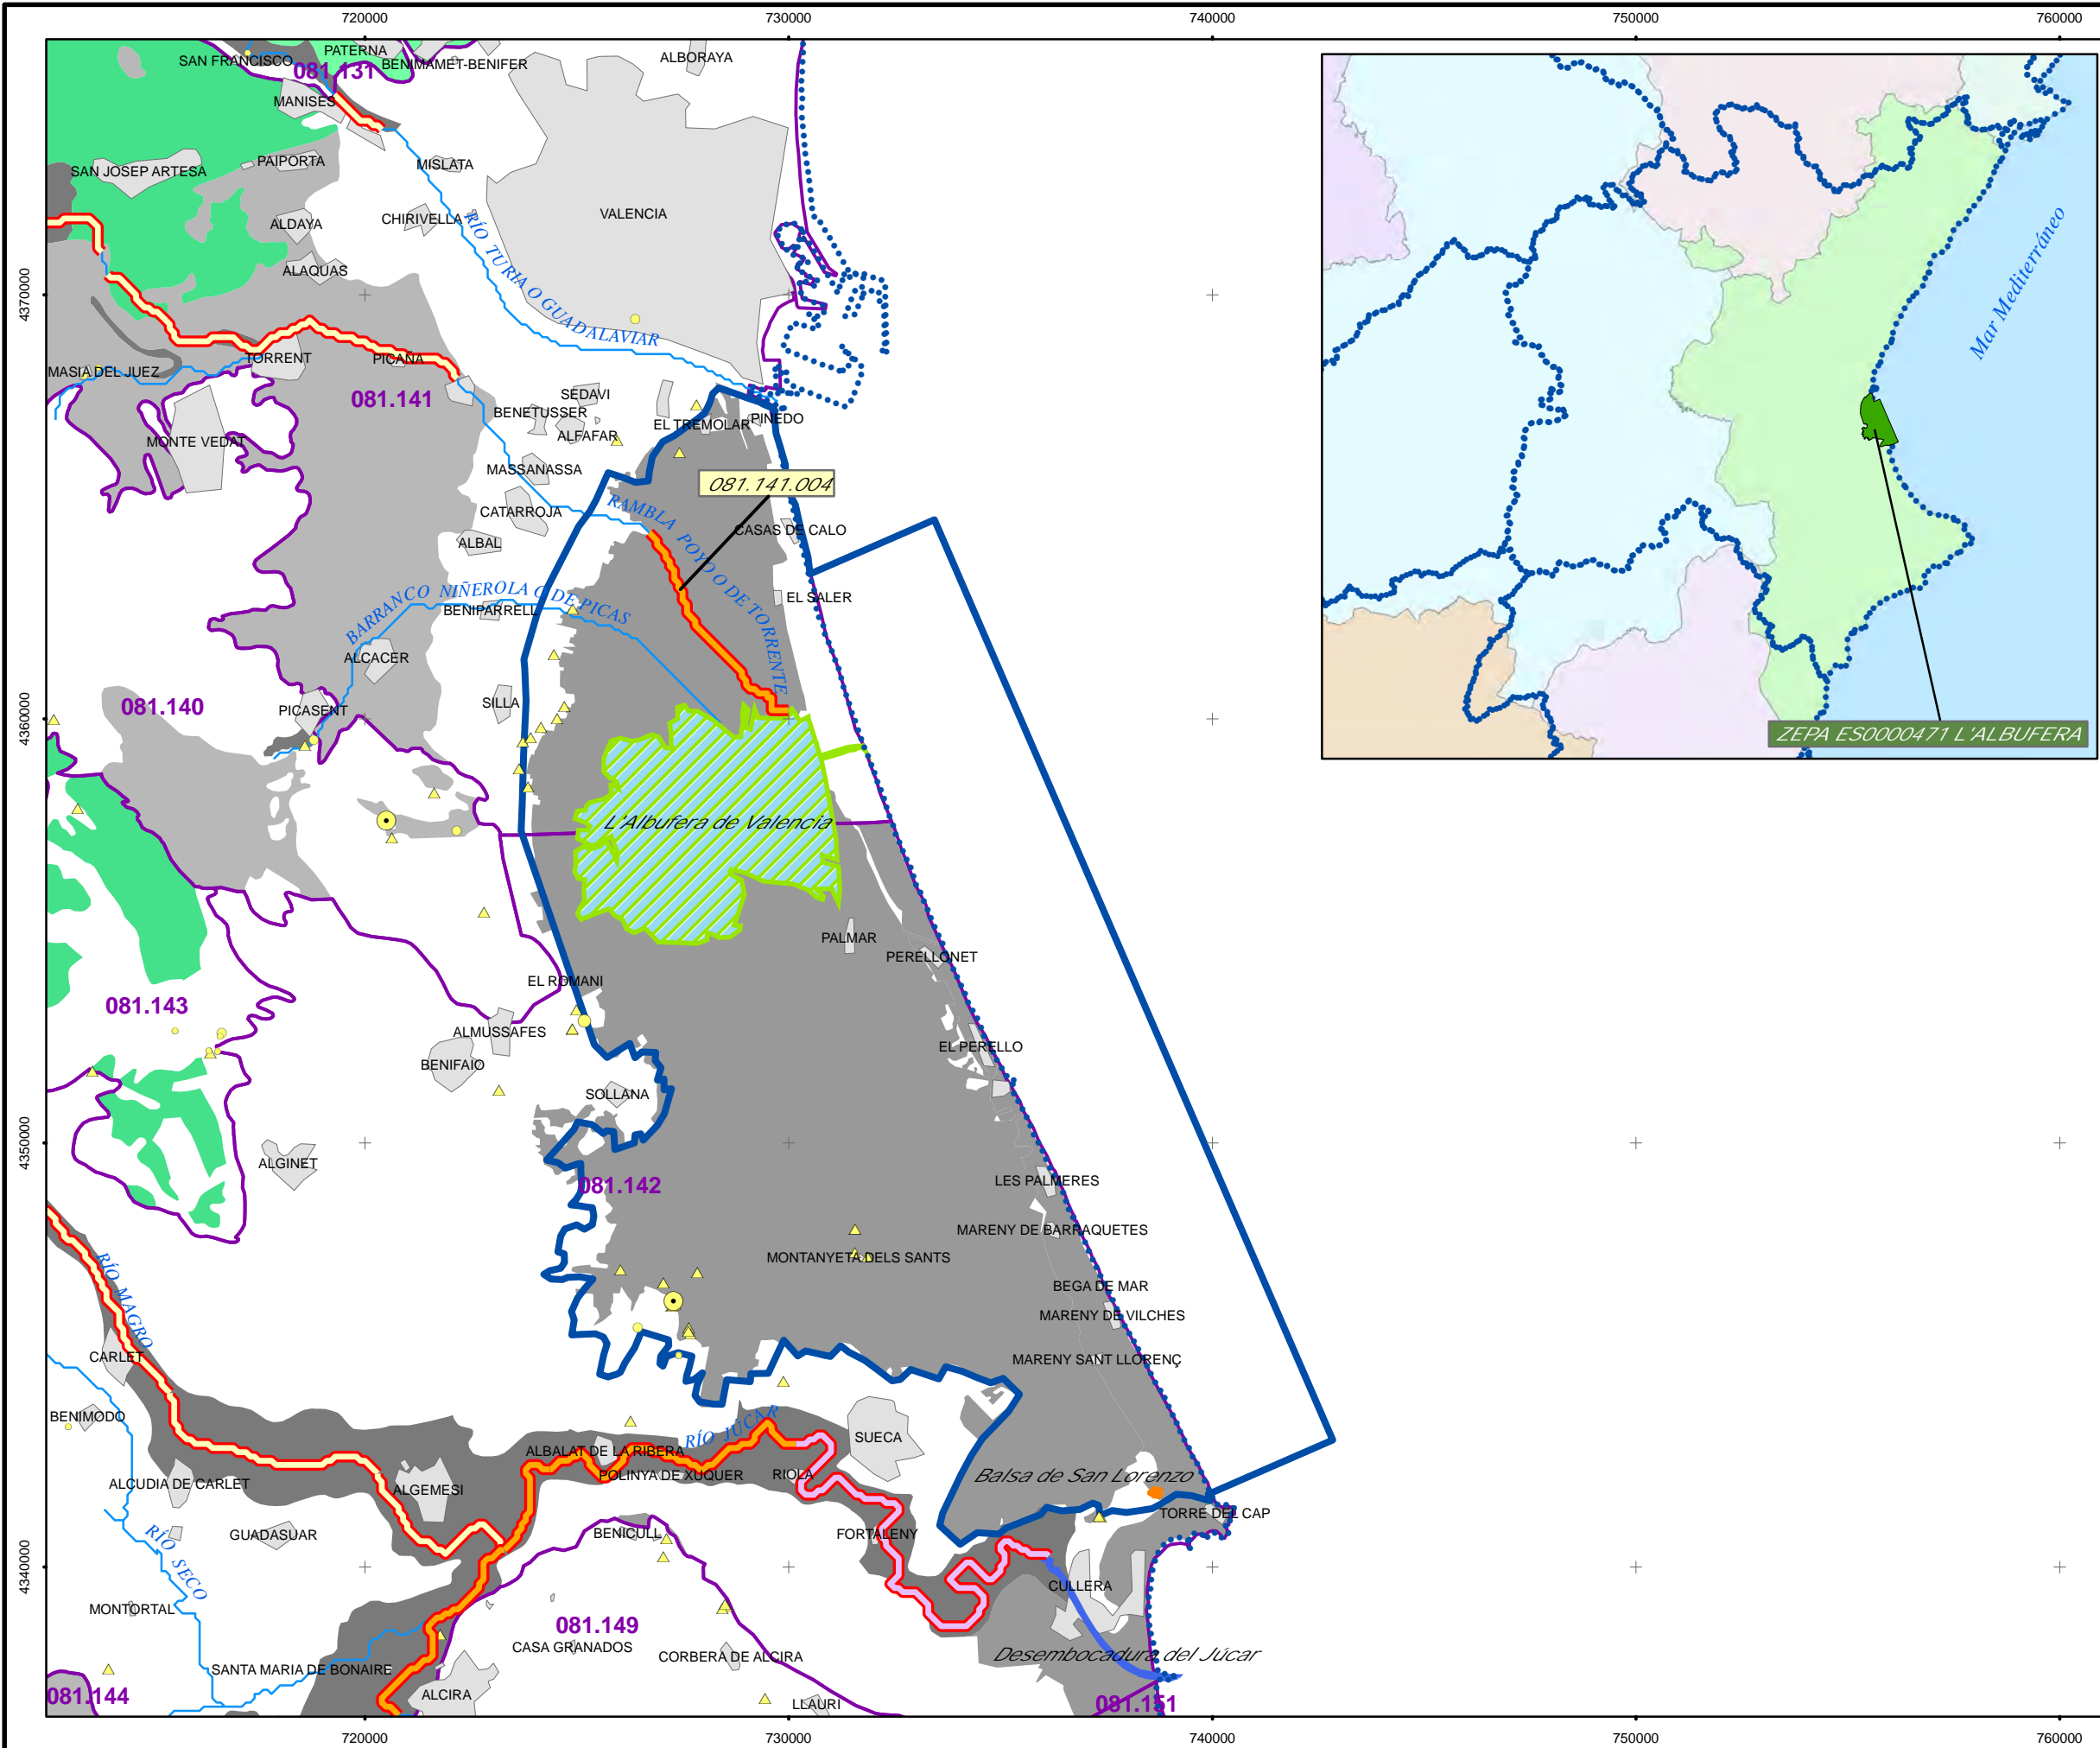 720000 730000 740000 750000 760000
SAN FRANCISCO
PATERNA
081.131
BENIMAMET-BENIFER
ALBORAYA
MANISES
SAN JOSEP ARTESA
PAIPORTA
MISLATA
ALDAYA
CHIRIVELLA
VALENCIA
ALAQUAS
RÍO TURIA O GUADALAVIAR
4370000
MASIA DEL JUEZ
TORRENT
PICAÑA
081.141
MONTE VEDAT
SEDAVI
BENETUSSER
ALFAFAR
EL TREMOLAR
PINEDO
MASSANASSA
081.141.004
CATARROJA
RAMBLA POYO O DE TORRENTE
CASAS DE CALO
ALBAL
BARRANCO NIÑEROLA O DE PICAS
BENIPARRELL
EL SALER
ALCACER
SILLA
081.140
PICASENT
4360000
L'Albufera de Valencia
PALMAR
PERELLONET
EL ROMANI
081.143
ALMUSSAFES
EL PERELLO
BENIFAIO
SOLLANA
4350000
ALGINET
081.142
LES PALMERES
MARENY DE BARRAQUETES
MONTANYETA DELS SANTS
BEGA DE MAR
MARENY DE VILCHES
RÍO MAGRO
CARLET
MARENY SANT LLORENÇ
BENIMODO
RÍO JÚCAR
SUECA
ALBALAT DE LA RIBERA
POLINYA DE XUQUER
RIOLA
Balsa de San Lorenzo
ALCUDIA DE CARLET
ALGEMESI
TORRE DEL CAP
GUADASUAR
BENICULL
FORTALENY
RÍO SECO
4340000
CULLERA
MONTORTAL
081.149
CASA GRANADOS
CORBERA DE ALCIRA
Desembocadura del Júcar
SANTA MARIA DE BONAIRE
081.144
ALCIRA
LLAURI
081.151
720000 730000 740000 750000 760000
Mar Mediterráneo
ZEPA ES0000471 L'ALBUFERA